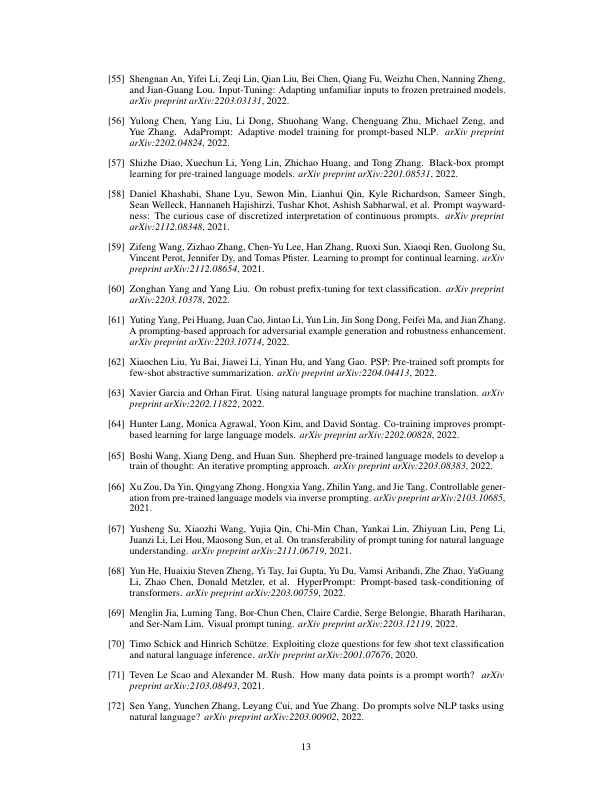 [55] Shengnan An, Yifei Li, Zeqi Lin, Qian Liu, Bei Chen, Qiang Fu, Weizhu Chen, Nanning Zheng,
and Jian-Guang Lou. Input-Tuning: Adapting unfamiliar inputs to frozen pretrained models.
arXiv preprint arXiv:2203.03131, 2022.
[56] Yulong Chen, Yang Liu, Li Dong, Shuohang Wang, Chenguang Zhu, Michael Zeng, and
Yue Zhang. AdaPrompt: Adaptive model training for prompt-based NLP. arXiv preprint
arXiv:2202.04824, 2022.
[57] Shizhe Diao, Xuechun Li, Yong Lin, Zhichao Huang, and Tong Zhang. Black-box prompt
learning for pre-trained language models. arXiv preprint arXiv:2201.08531, 2022.
[58] Daniel Khashabi, Shane Lyu, Sewon Min, Lianhui Qin, Kyle Richardson, Sameer Singh,
Sean Welleck, Hannaneh Hajishirzi, Tushar Khot, Ashish Sabharwal, et al. Prompt wayward-
ness: The curious case of discretized interpretation of continuous prompts. arXiv preprint
arXiv:2112.08348, 2021.
[59] Zifeng Wang, Zizhao Zhang, Chen-Yu Lee, Han Zhang, Ruoxi Sun, Xiaoqi Ren, Guolong Su,
Vincent Perot, Jennifer Dy, and Tomas Pfister. Learning to prompt for continual learning. arXiv
preprint arXiv:2112.08654, 2021.
[60] Zonghan Yang and Yang Liu. On robust prefix-tuning for text classification. arXiv preprint
arXiv:2203.10378, 2022.
[61] Yuting Yang, Pei Huang, Juan Cao, Jintao Li, Yun Lin, Jin Song Dong, Feifei Ma, and Jian Zhang.
A prompting-based approach for adversarial example generation and robustness enhancement.
arXiv preprint arXiv:2203.10714, 2022.
[62] Xiaochen Liu, Yu Bai, Jiawei Li, Yinan Hu, and Yang Gao. PSP: Pre-trained soft prompts for
few-shot abstractive summarization. arXiv preprint arXiv:2204.04413, 2022.
[63] Xavier Garcia and Orhan Firat. Using natural language prompts for machine translation. arXiv
preprint arXiv:2202.11822, 2022.
[64] Hunter Lang, Monica Agrawal, Yoon Kim, and David Sontag. Co-training improves prompt-
based learning for large language models. arXiv preprint arXiv:2202.00828, 2022.
[65] Boshi Wang, Xiang Deng, and Huan Sun. Shepherd pre-trained language models to develop a
train of thought: An iterative prompting approach. arXiv preprint arXiv:2203.08383, 2022.
[66] Xu Zou, Da Yin, Qingyang Zhong, Hongxia Yang, Zhilin Yang, and Jie Tang. Controllable gener-
ation from pre-trained language models via inverse prompting. arXiv preprint arXiv:2103.10685,
2021.
[67] Yusheng Su, Xiaozhi Wang, Yujia Qin, Chi-Min Chan, Yankai Lin, Zhiyuan Liu, Peng Li,
Juanzi Li, Lei Hou, Maosong Sun, et al. On transferability of prompt tuning for natural language
understanding. arXiv preprint arXiv:2111.06719, 2021.
[68] Yun He, Huaixiu Steven Zheng, Yi Tay, Jai Gupta, Yu Du, Vamsi Aribandi, Zhe Zhao, YaGuang
Li, Zhao Chen, Donald Metzler, et al. HyperPrompt: Prompt-based task-conditioning of
transformers. arXiv preprint arXiv:2203.00759, 2022.
[69] Menglin Jia, Luming Tang, Bor-Chun Chen, Claire Cardie, Serge Belongie, Bharath Hariharan,
and Ser-Nam Lim. Visual prompt tuning. arXiv preprint arXiv:2203.12119, 2022.
[70] Timo Schick and Hinrich Schütze. Exploiting cloze questions for few shot text classification
and natural language inference. arXiv preprint arXiv:2001.07676, 2020.
[71] Teven Le Scao and Alexander M. Rush. How many data points is a prompt worth? arXiv
preprint arXiv:2103.08493, 2021.
[72] Sen Yang, Yunchen Zhang, Leyang Cui, and Yue Zhang. Do prompts solve NLP tasks using
natural language? arXiv preprint arXiv:2203.00902, 2022.
13